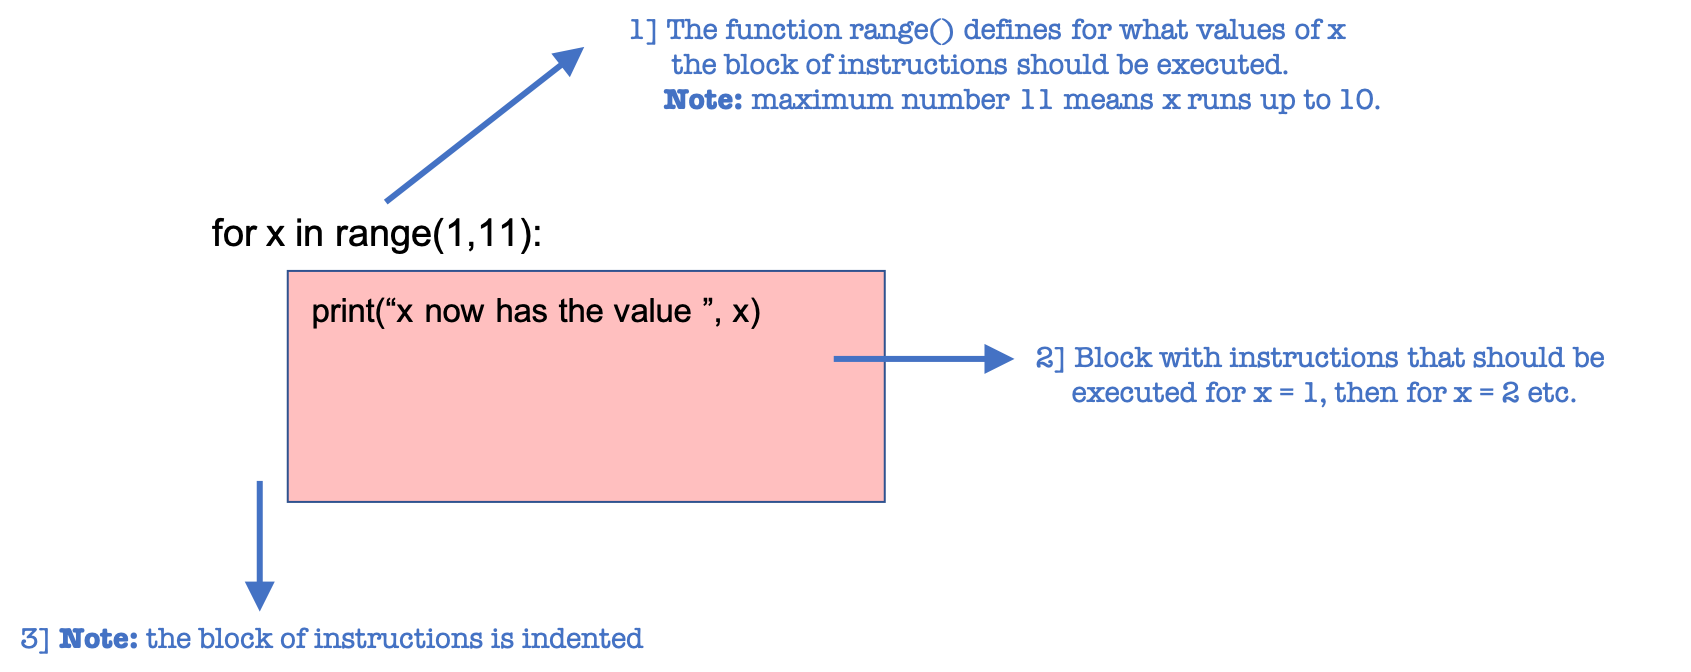 1] The function range() defines for what values of x
the block of instructions should be executed.
Note: maximum number 11 means x runs up to 10.
for x in range(1,11):
print(“x now has the value ”, x)
2] Block with instructions that should be
executed for x = 1, then for x = 2 etc.
3] Note: the block of instructions is indented